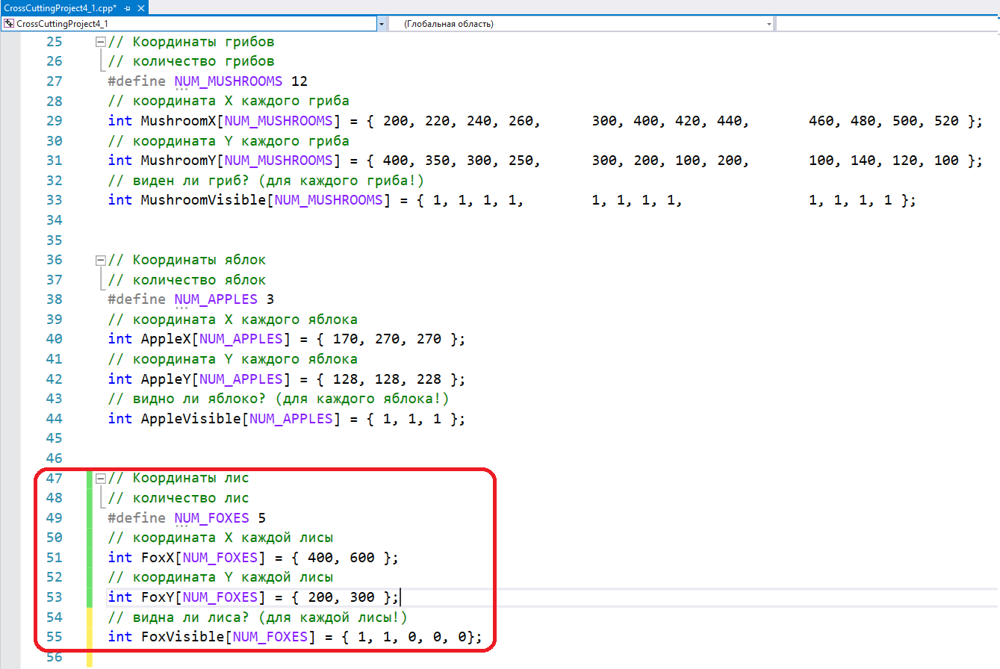 CrossCuttingProject4_1.cpp*
CrossCuttingProject4_1 (Глобальная область)
25 // Координаты грибов
26 // количество грибов
27 #define NUM_MUSHROOMS 12
28 // координата X каждого гриба
29 int MushroomX[NUM_MUSHROOMS] = { 200, 220, 240, 260, 300, 400, 420, 440, 460, 480, 500, 520 };
30 // координата Y каждого гриба
31 int MushroomY[NUM_MUSHROOMS] = { 400, 350, 300, 250, 300, 200, 100, 200, 100, 140, 120, 100 };
32 // виден ли гриб? (для каждого гриба!)
33 int MushroomVisible[NUM_MUSHROOMS] = { 1, 1, 1, 1, 1, 1, 1, 1, 1, 1, 1, 1 };
34
35
36 // Координаты яблок
37 // количество яблок
38 #define NUM_APPLES 3
39 // координата X каждого яблока
40 int AppleX[NUM_APPLES] = { 170, 270, 270 };
41 // координата Y каждого яблока
42 int AppleY[NUM_APPLES] = { 128, 128, 228 };
43 // видно ли яблоко? (для каждого яблока!)
44 int AppleVisible[NUM_APPLES] = { 1, 1, 1 };
45
46
47 // Координаты лис
48 // количество лис
49 #define NUM_FOXES 5
50 // координата X каждой лисы
51 int FoxX[NUM_FOXES] = { 400, 600 };
52 // координата Y каждой лисы
53 int FoxY[NUM_FOXES] = { 200, 300 };
54 // видна ли лиса? (для каждой лисы!)
55 int FoxVisible[NUM_FOXES] = { 1, 1, 0, 0, 0};
56